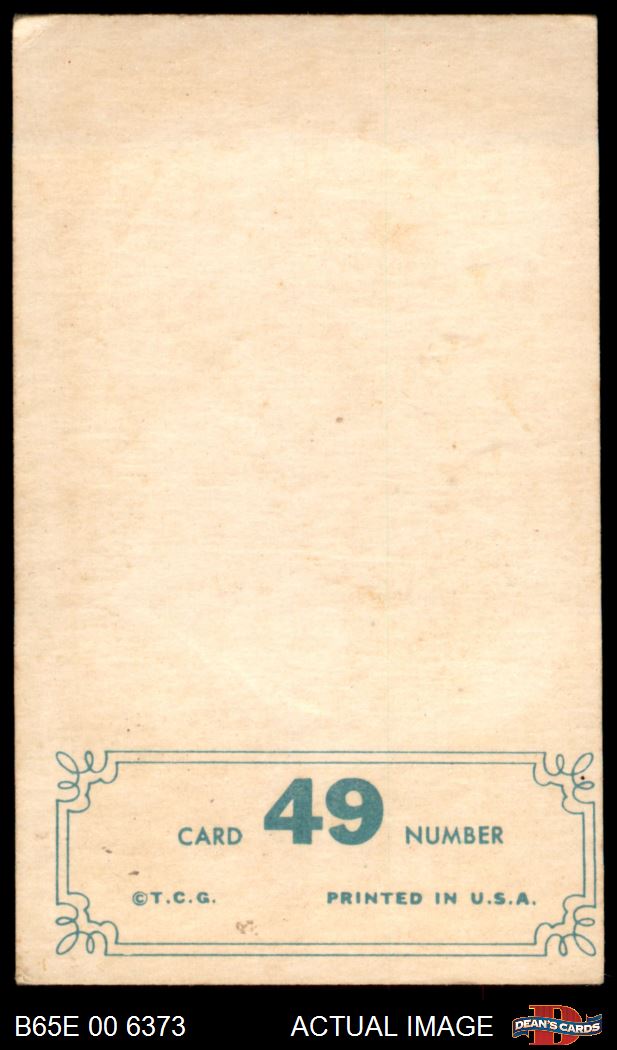 CARD 49 NUMBER
©T.C.G. PRINTED IN U.S.A.
B65E 00 6373 ACTUAL IMAGE DEAN'S CARDS